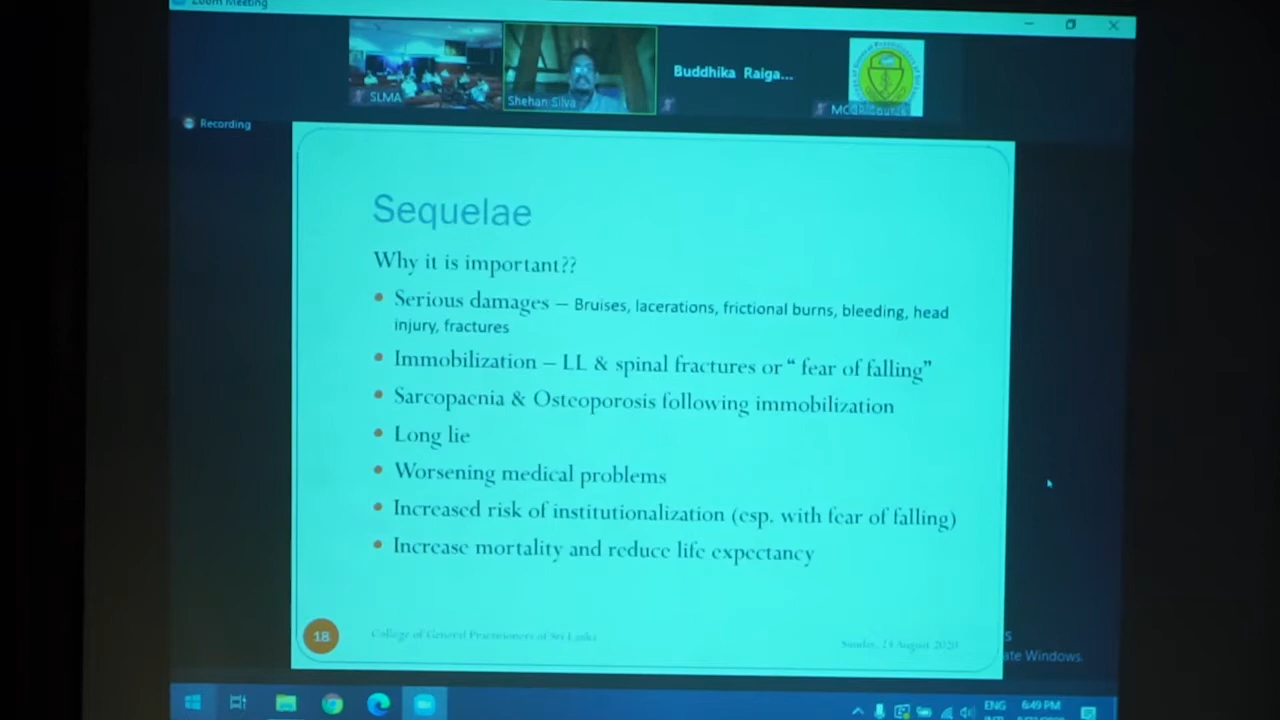 Zoom Meeting
SLMA
Shehan Silva
Buddhika Raiga...
Recording
Sequelae
Why it is important??
Serious damages – Bruises, lacerations, frictional burns, bleeding, head
injury, fractures
Immobilization – LL & spinal fractures or “ fear of falling”
Sarcopaenia & Osteoporosis following immobilization
Long lie
Worsening medical problems
Increased risk of institutionalization (esp. with fear of falling)
Increase mortality and reduce life expectancy
18
College of General Practitioners of Sri Lanka
August 2020
ate Windows.
ENG
6:49 PM